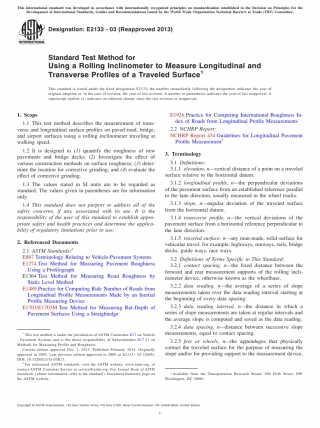 This international standard was developed in accordance with internationally recognized principles on standardization established in the Decision on Principles for the
Development of International Standards, Guides and Recommendations issued by the World Trade Organization Technical Barriers to Trade (TBT) Committee.
Designation: E2133 − 03 (Reapproved 2013)
Standard Test Method for
Using a Rolling Inclinometer to Measure Longitudinal and
Transverse Profiles of a Traveled Surface1
This standard is issued under the fixed designation E2133; the number immediately following the designation indicates the year of
original adoption or, in the case of revision, the year of last revision. A number in parentheses indicates the year of last reapproval. A
superscript epsilon (ε) indicates an editorial change since the last revision or reapproval.
1. Scope
1.1 This test method describes the measurement of trans-
verse and longitudinal surface profiles on paved road, bridge,
and airport surfaces using a rolling inclinometer traveling at
walking speed.
1.2 It is designed to (1) quantify the roughness of new
pavements and bridge decks; (2) Investigate the effect of
various construction methods on surface roughness; (3) deter-
mine the location for corrective grinding; and (4) evaluate the
effect of corrective grinding.
1.3 The values stated in SI units are to be regarded as
standard. The values given in parentheses are for information
only.
1.4 This standard does not purport to address all of the
safety concerns, if any, associated with its use. It is the
responsibility of the user of this standard to establish appro-
priate safety and health practices and determine the applica-
bility of regulatory limitations prior to use.
2. Referenced Documents
2.1 ASTM Standards:2
E867 Terminology Relating to Vehicle-Pavement Systems
E1274 Test Method for Measuring Pavement Roughness
Using a Profilograph
E1364 Test Method for Measuring Road Roughness by
Static Level Method
E1489 Practice for Computing Ride Number of Roads from
Longitudinal Profile Measurements Made by an Inertial
Profile Measuring Device
E1703/E1703M Test Method for Measuring Rut-Depth of
Pavement Surfaces Using a Straightedge
1 This test method is under the jurisdiction of ASTM Committee E17 on Vehicle
- Pavement Systems and is the direct responsibility of Subcommittee E17.31 on
Methods for Measuring Profile and Roughness.
Current edition approved Dec. 1, 2013. Published February 2014. Originally
approved in 2003. Last previous edition approved in 2009 as E2133 – 03 (2009).
DOI: 10.1520/E2133-03R13.
2 For referenced ASTM standards, visit the ASTM website, www.astm.org, or
contact ASTM Customer Service at service@astm.org. For Annual Book of ASTM
Standards volume information, refer to the standard's Document Summary page on
the ASTM website.
E1926 Practice for Computing International Roughness In-
dex of Roads from Longitudinal Profile Measurements
2.2 NCHRP Report:
NCHRP Report 434 Guidelines for Longitudinal Pavement
Profile Measurement3
3. Terminology
3.1 Definitions:
3.1.1 elevation, n—vertical distance of a point on a traveled
surface relative to the horizontal datum.
3.1.2 longitudinal profile, n—the perpendicular deviations
of the pavement surface from an established reference parallel
to the lane direction, usually measured in the wheel tracks.
3.1.3 slope, n—angular deviation of the traveled surface
from the horizontal datum.
3.1.4 transverse profile, n—the vertical deviations of the
pavement surface from a horizontal reference perpendicular to
the lane direction.
3.1.5 traveled surface, n—any man-made, solid surface for
vehicular travel, for example, highways, runways, rails, bridge
decks, guide ways, race ways.
3.2 Definitions of Terms Specific to This Standard:
3.2.1 contact spacing, n—the fixed distance between the
forward and rear measurement supports of the rolling incli-
nometer device, otherwise known as the wheelbase.
3.2.2 data reading, n—the average of a series of slope
measurements taken over the data reading interval starting at
the beginning of every data spacing.
3.2.3 data reading interval, n—the distance in which a
series of slope measurements are taken at regular intervals and
the average slope is computed and saved as the data reading.
3.2.4 data spacing, n—distance between successive slope
measurements, equal to contact spacing.
3.2.5 feet or wheels, n—the appendages that physically
contact the traveled surface for the purpose of measuring the
slope and/or for providing support to the measurement device.
3 Available from the Transportation Research Board, 500 Fifth Street, NW
Washington, DC 20001.
Copyright © ASTM International, 100 Barr Harbor Drive, PO Box C700, West Conshohocken, PA 19428-2959. United States
1